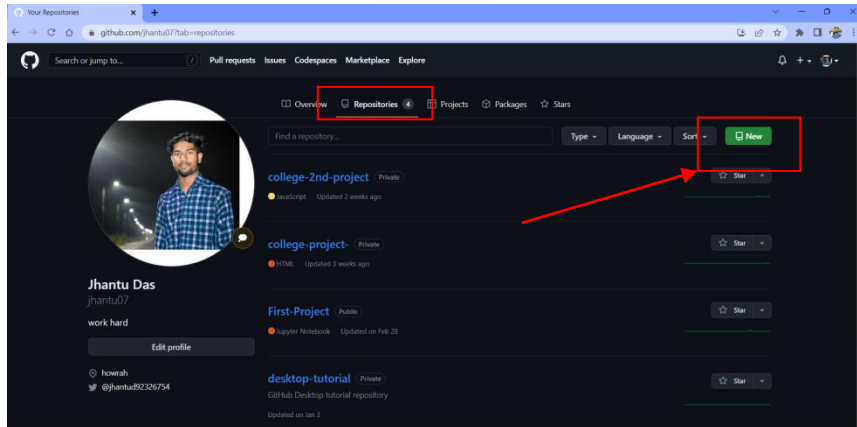 Your Repositories
github.com/jhantu07?tab=repositories
Search or jump to... / Pull requests Issues Codespaces Marketplace Explore
Overview Repositories 4 Projects Packages Stars
Find a repository... Type Language Sort New
college-2nd-project Private Star
JavaScript Updated 2 weeks ago
college-project- Private Star
HTML Updated 3 weeks ago
Jhantu Das
jhantu07
work hard
Edit profile
howrah
@jhantud92326754
First-Project Public Star
Jupyter Notebook Updated on Feb 28
desktop-tutorial Private Star
GitHub Desktop tutorial repository
Updated on Jan 3